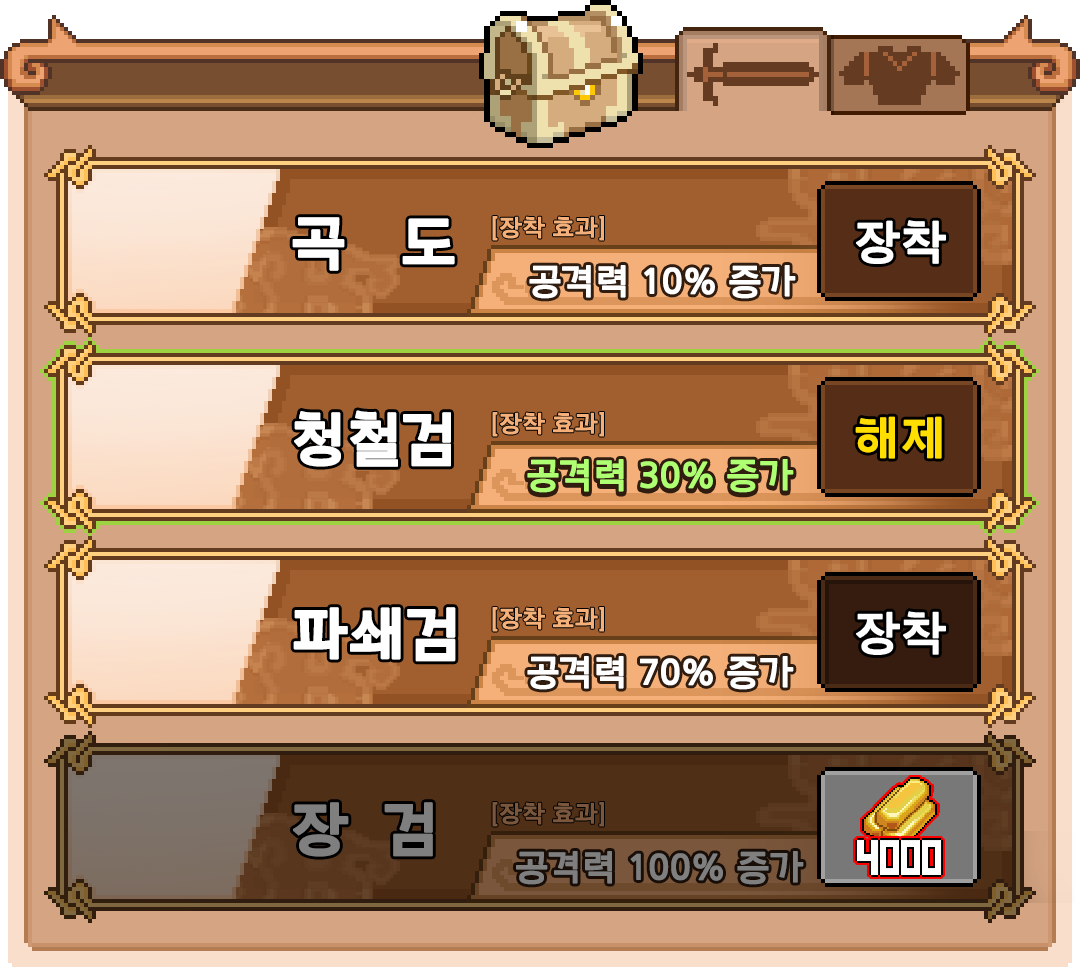 곡 도
[장착 효과]
공격력 10% 증가
장착
청철검
[장착 효과]
공격력 30% 증가
해제
파쇄검
[장착 효과]
공격력 70% 증가
장착
장 검
[장착 효과]
공격력 100% 증가
4000